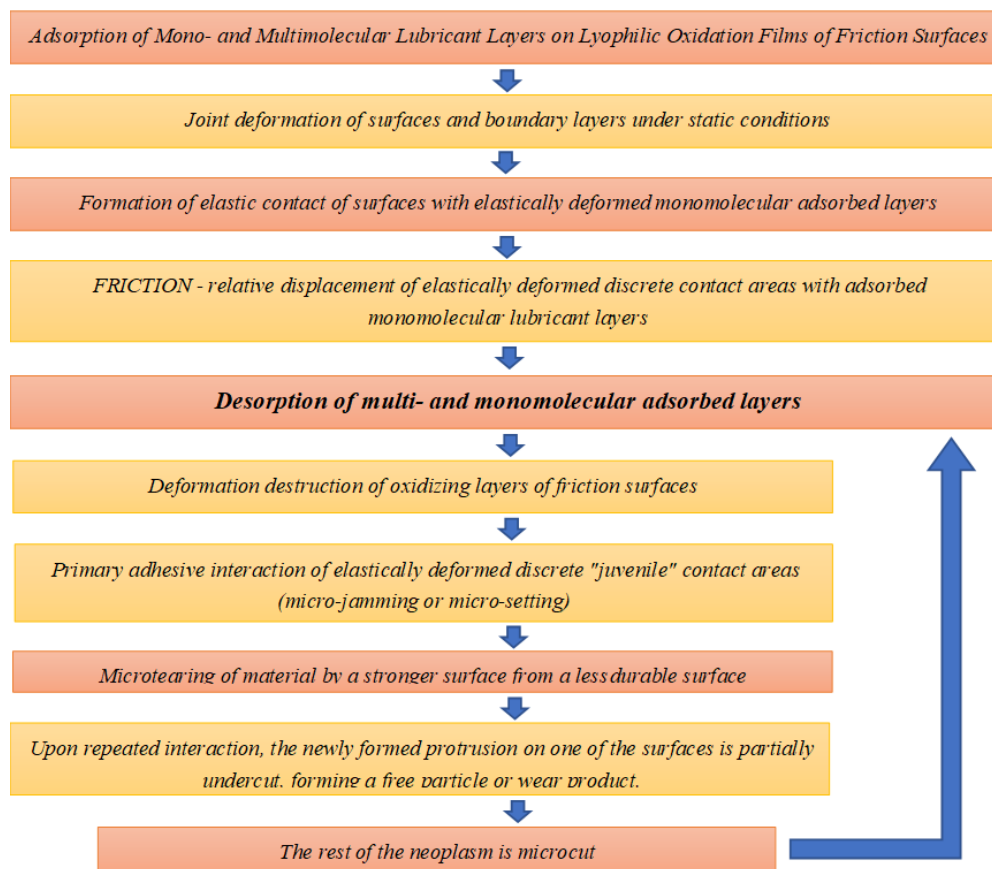 Adsorption of Mono- and Multimolecular Lubricant Layers on Lyophilic Oxidation Films of Friction Surfaces
Joint deformation of surfaces and boundary layers under static conditions
Formation of elastic contact of surfaces with elastically deformed monomolecular adsorbed layers
FRICTION - relative displacement of elastically deformed discrete contact areas with adsorbed
monomolecular lubricant layers
Desorption of multi- and monomolecular adsorbed layers
Deformation destruction of oxidizing layers of friction surfaces
Primary adhesive interaction of elastically deformed discrete "juvenile" contact areas
(micro-jamming or micro-setting)
Microtearing of material by a stronger surface from a less durable surface
Upon repeated interaction, the newly formed protrusion on one of the surfaces is partially
undercut, forming a free particle or wear product.
The rest of the neoplasm is microcut